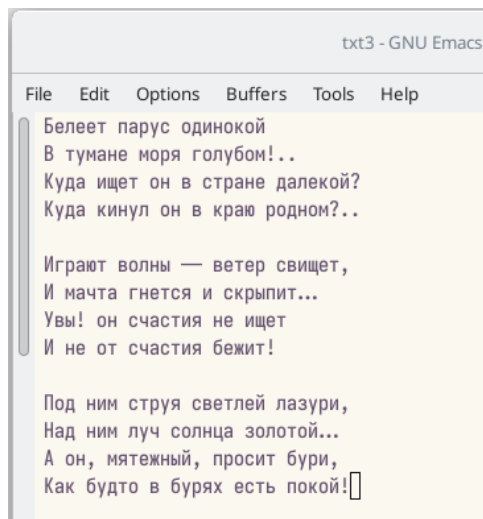 txt3 - GNU Emacs
File Edit Options Buffers Tools Help
Белеет парус одинокой
В тумане моря голубом!..
Куда ищет он в стране далекой?
Куда кинул он в краю родном?..

Играют волны — ветер свищет,
И мачта гнется и скрыпит…
Увы! он счастия не ищет
И не от счастия бежит!

Под ним струя светлей лазури,
Над ним луч солнца золотой…
А он, мятежный, просит бури,
Как будто в бурях есть покой!